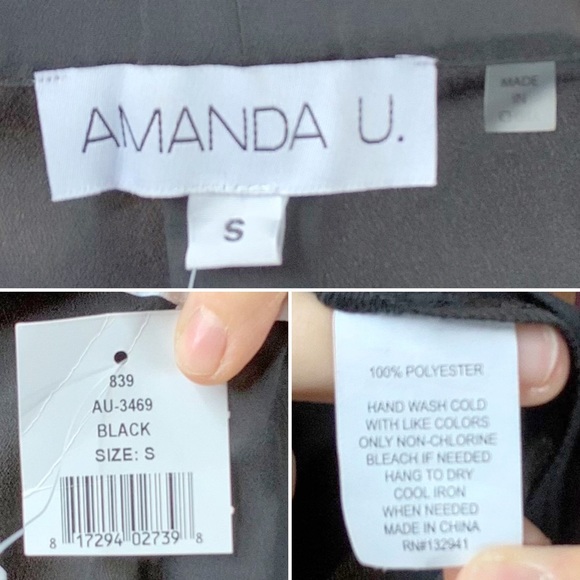 AMANDA U.
MADE
IN
S
839
AU-3469
BLACK
SIZE: S
8 17294 02739 8
100% POLYESTER
HAND WASH COLD
WITH LIKE COLORS
ONLY NON-CHLORINE
BLEACH IF NEEDED
HANG TO DRY
COOL IRON
WHEN NEEDED
MADE IN CHINA
RN#132941